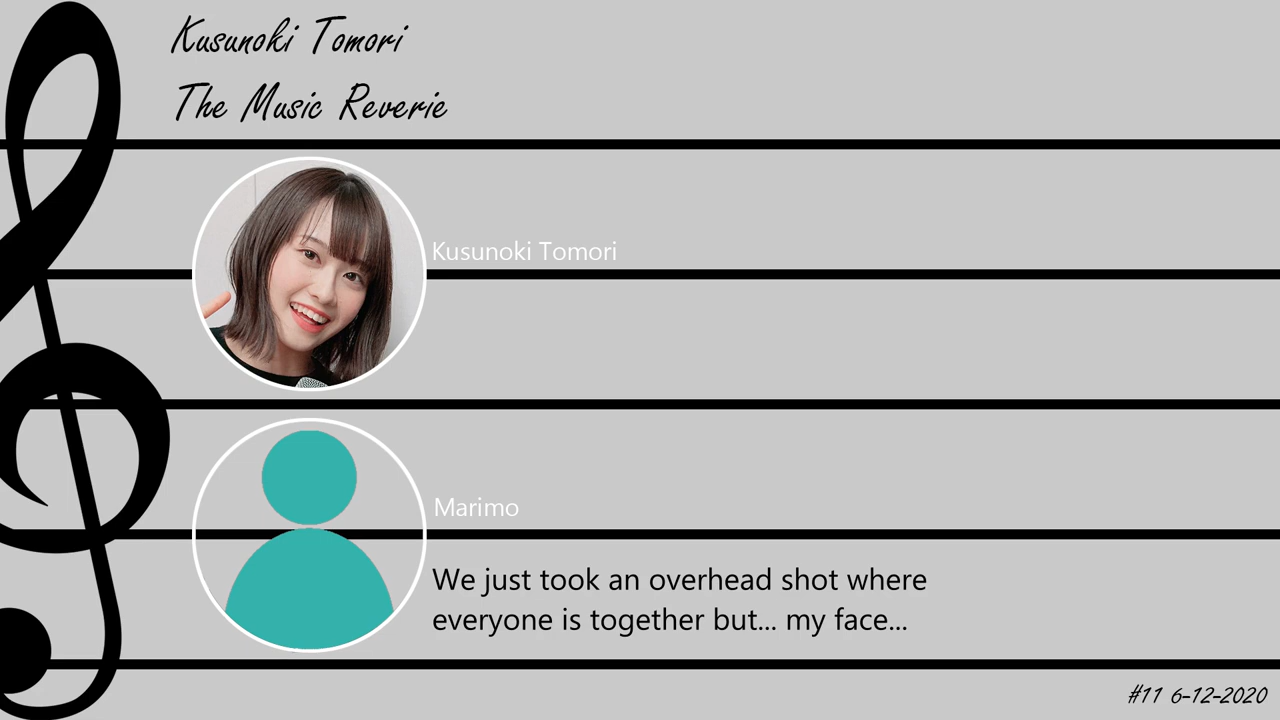 Kusunoki Tomori
The Music Reverie
Kusunoki Tomori
Marimo
We just took an overhead shot where
everyone is together but... my face...
#11 6-12-2020